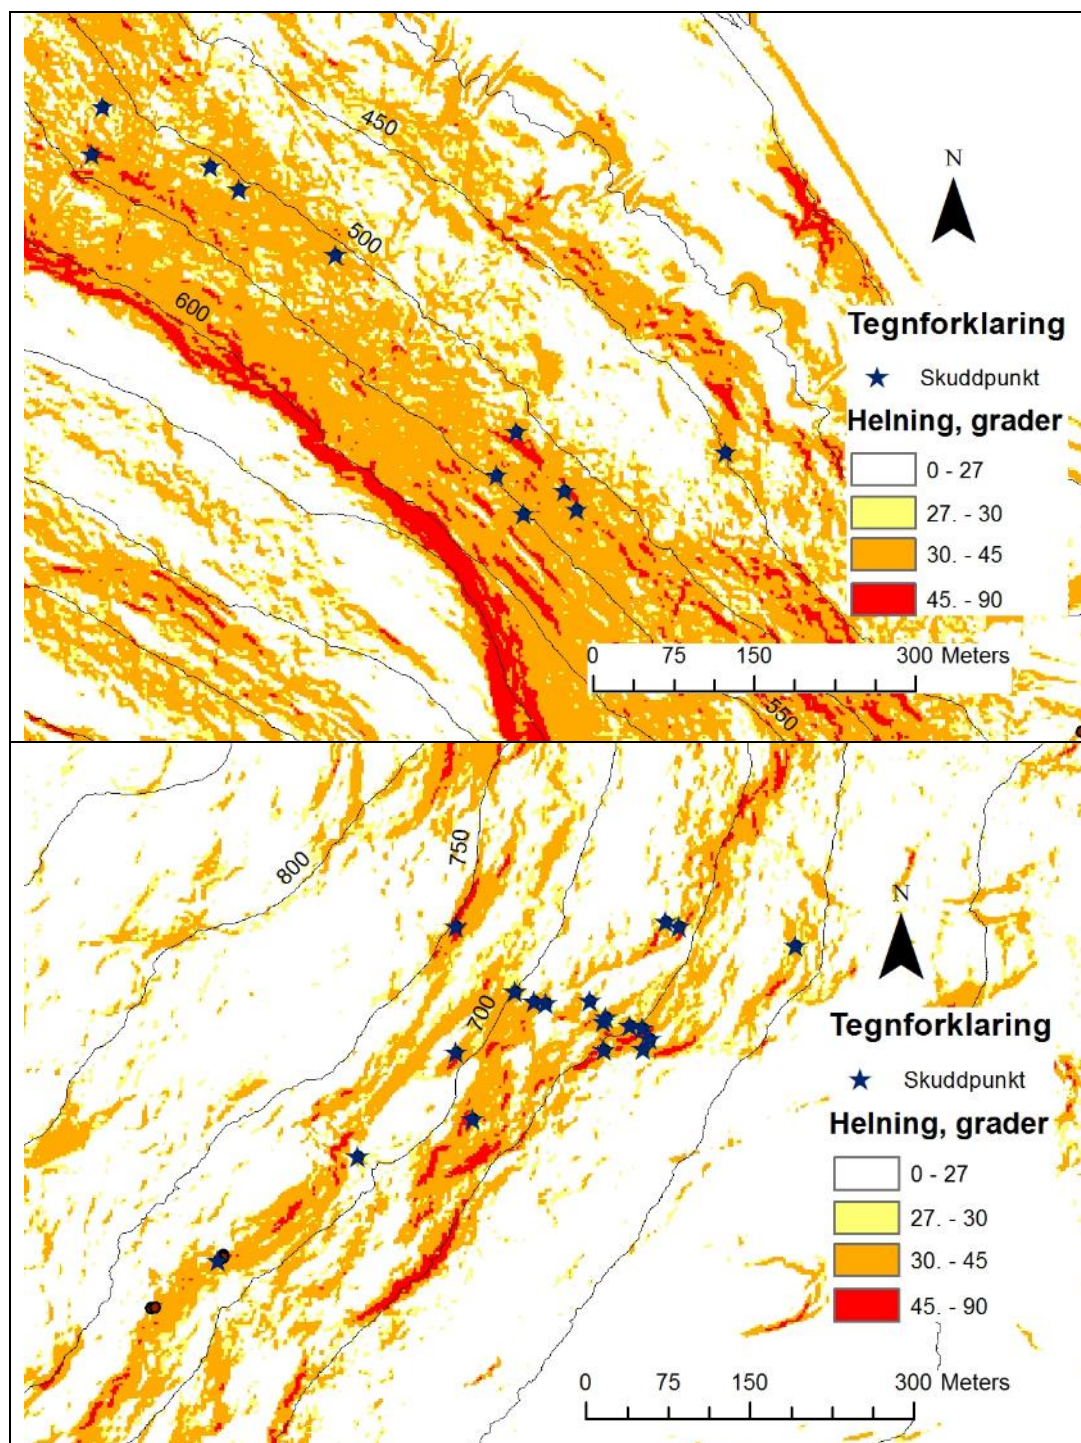 450
N
500
600
Tegnforklaring
Skuddpunkt
Helning, grader
0 - 27
27. - 30
30. - 45
45. - 90
0 75 150 300 Meters
550
750
800
N
700
Tegnforklaring
Skuddpunkt
Helning, grader
0 - 27
27. - 30
30. - 45
45. - 90
0 75 150 300 Meters